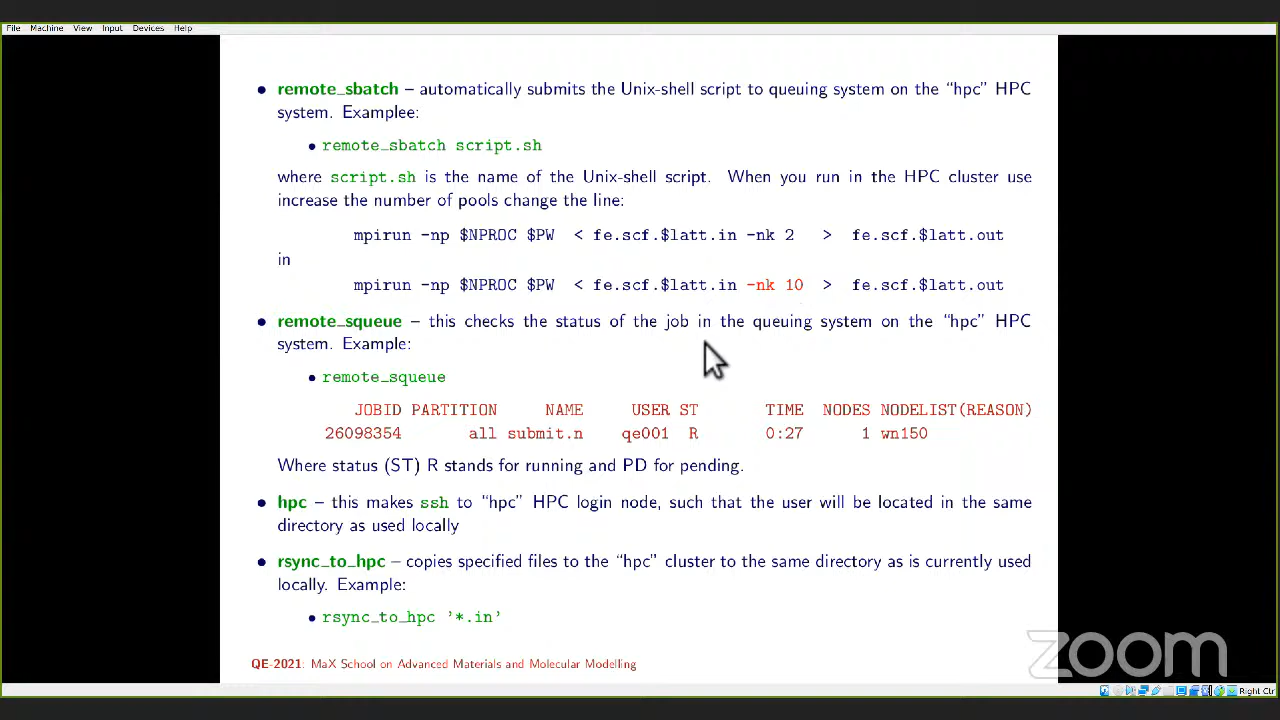 File Machine View Input Devices Help
• remote_sbatch – automatically submits the Unix-shell script to queuing system on the “hpc” HPC
system. Examplee:
• remote_sbatch script.sh
where script.sh is the name of the Unix-shell script. When you run in the HPC cluster use
increase the number of pools change the line:
mpirun -np $NPROC $PW < fe.scf.$latt.in -nk 2 > fe.scf.$latt.out
in
mpirun -np $NPROC $PW < fe.scf.$latt.in -nk 10 > fe.scf.$latt.out
• remote_squeue – this checks the status of the job in the queuing system on the “hpc” HPC
system. Example:
• remote_squeue
JOBID PARTITION NAME USER ST TIME NODES NODELIST(REASON)
26098354 all submit.n qe001 R 0:27 1 wn150
Where status (ST) R stands for running and PD for pending.
• hpc – this makes ssh to “hpc” HPC login node, such that the user will be located in the same
directory as used locally
• rsync_to_hpc – copies specified files to the “hpc” cluster to the same directory as is currently used
locally. Example:
• rsync_to_hpc ’*.in’
QE-2021: MaX School on Advanced Materials and Molecular Modelling
zoom
Right Ctr